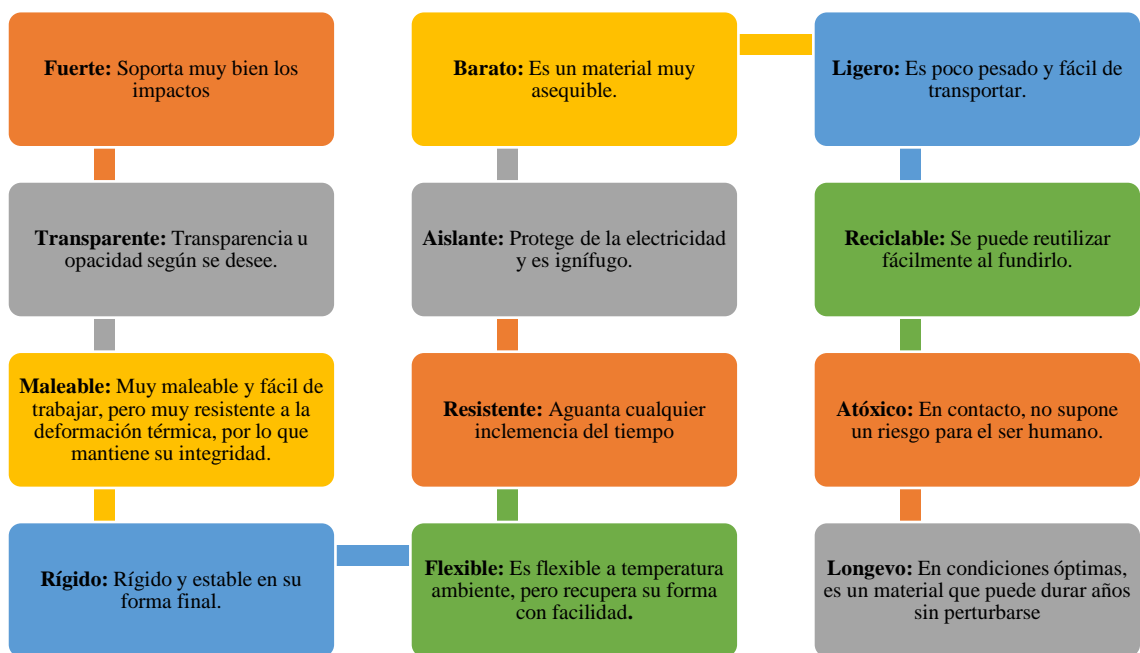 Fuerte: Soporta muy bien los
impactos
Transparente: Transparencia u
opacidad según se desee.
Maleable: Muy maleable y fácil de
trabajar, pero muy resistente a la
deformación térmica, por lo que
mantiene su integridad.
Rígido: Rígido y estable en su
forma final.
Flexible: Es flexible a temperatura
ambiente, pero recupera su forma
con facilidad.
Resistente: Aguanta cualquier
inclemencia del tiempo
Aislante: Protege de la electricidad
y es ignífugo.
Barato: Es un material muy
asequible.
Ligero: Es poco pesado y fácil de
transportar.
Reciclable: Se puede reutilizar
fácilmente al fundirlo.
Atóxico: En contacto, no supone
un riesgo para el ser humano.
Longevo: En condiciones óptimas,
es un material que puede durar años
sin perturbarse